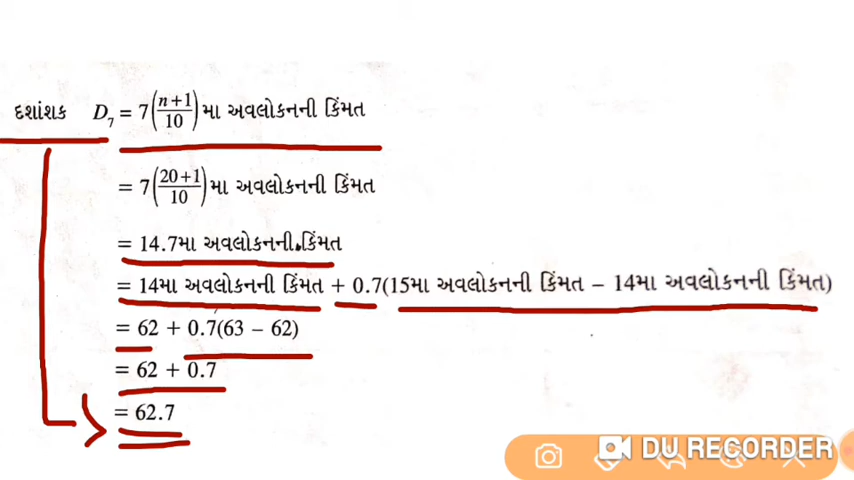 દશાંશક D₇ = 7(n+1/10)મા અવલોકનની કિંમત
= 7(20+1/10)મા અવલોકનની કિંમત
= 14.7મા અવલોકનની કિંમત
= 14મા અવલોકનની કિંમત + 0.7(15મા અવલોકનની કિંમત – 14મા અવલોકનની કિંમત)
= 62 + 0.7(63 – 62)
= 62 + 0.7
= 62.7
DU RECORDER